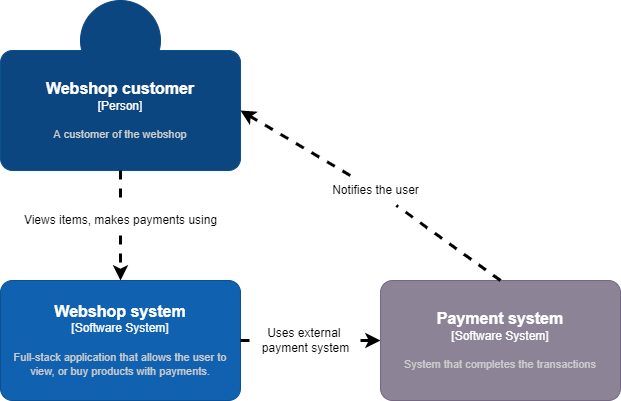 Webshop customer
[Person]
A customer of the webshop
Notifies the user
Views items, makes payments using
Webshop system
[Software System]
Full-stack application that allows the user to
view, or buy products with payments.
Uses external
payment system
Payment system
[Software System]
System that completes the transactions